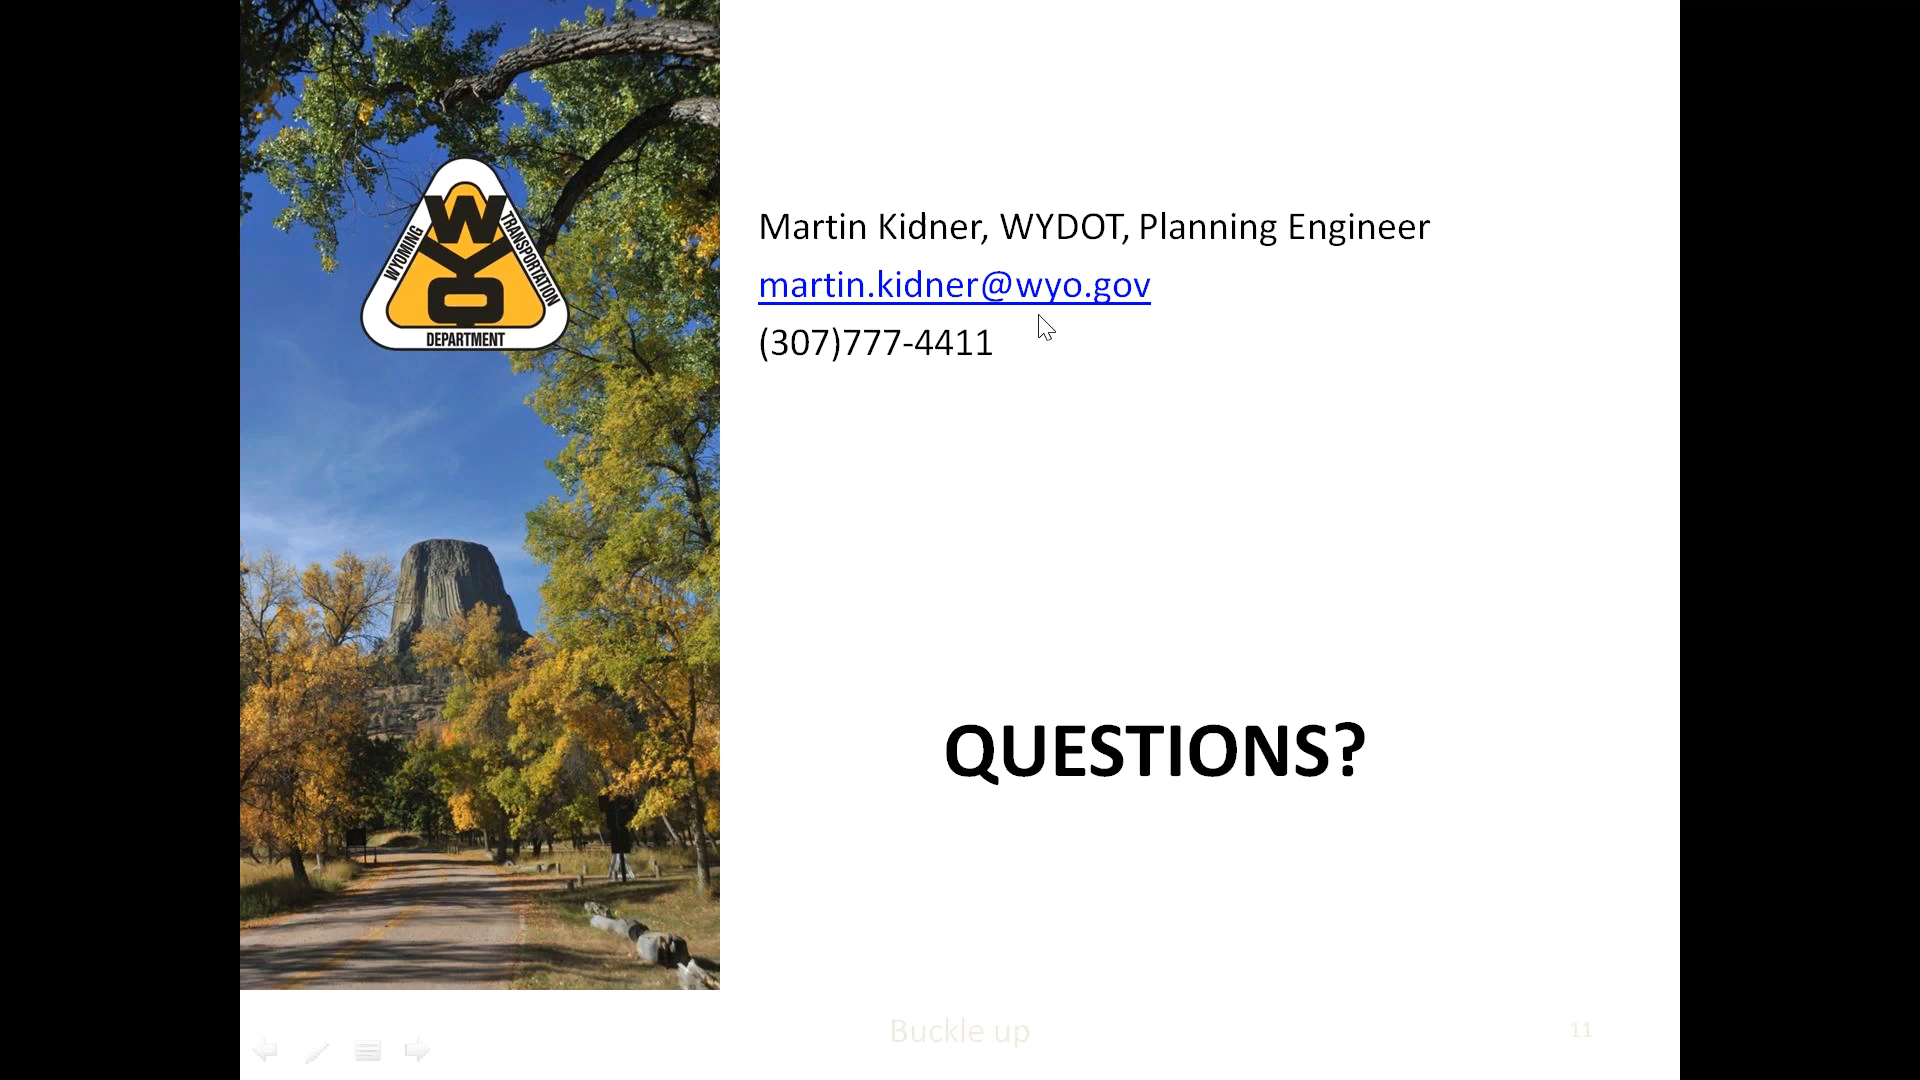 WYOMING
TRANSPORTATION
WYO
DEPARTMENT
Martin Kidner, WYDOT, Planning Engineer
martin.kidner@wyo.gov
(307)777-4411
QUESTIONS?
Buckle up
11